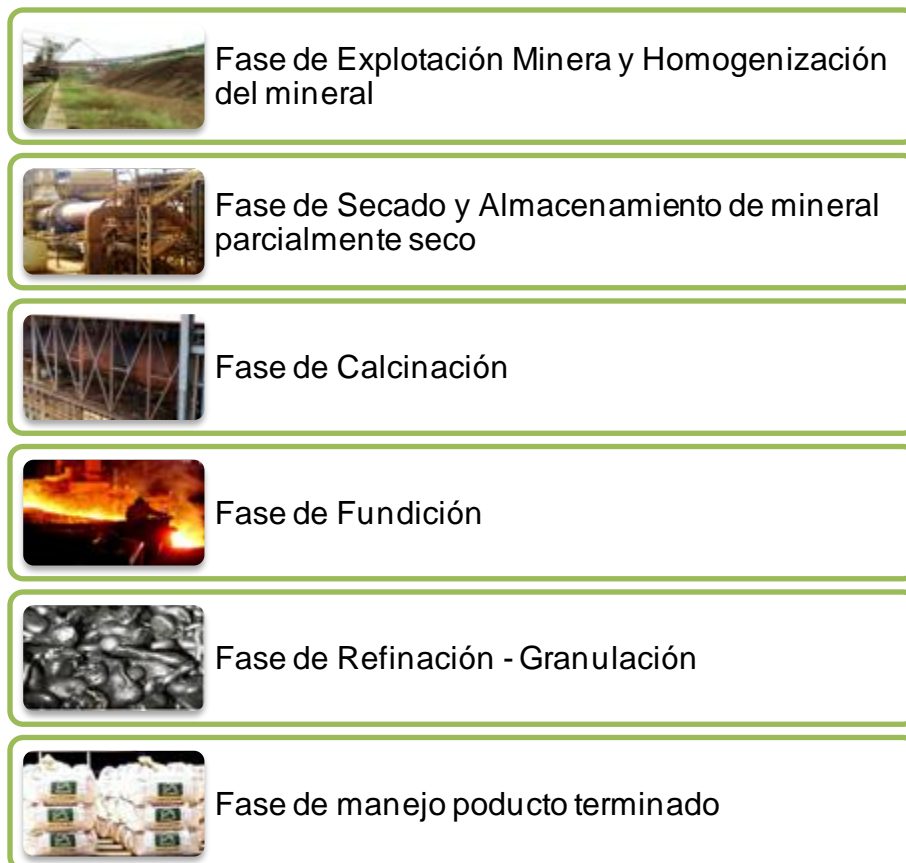 Fase de Explotación Minera y Homogenización
del mineral
Fase de Secado y Almacenamiento de mineral
parcialmente seco
Fase de Calcinación
Fase de Fundición
Fase de Refinación - Granulación
Fase de manejo poducto terminado